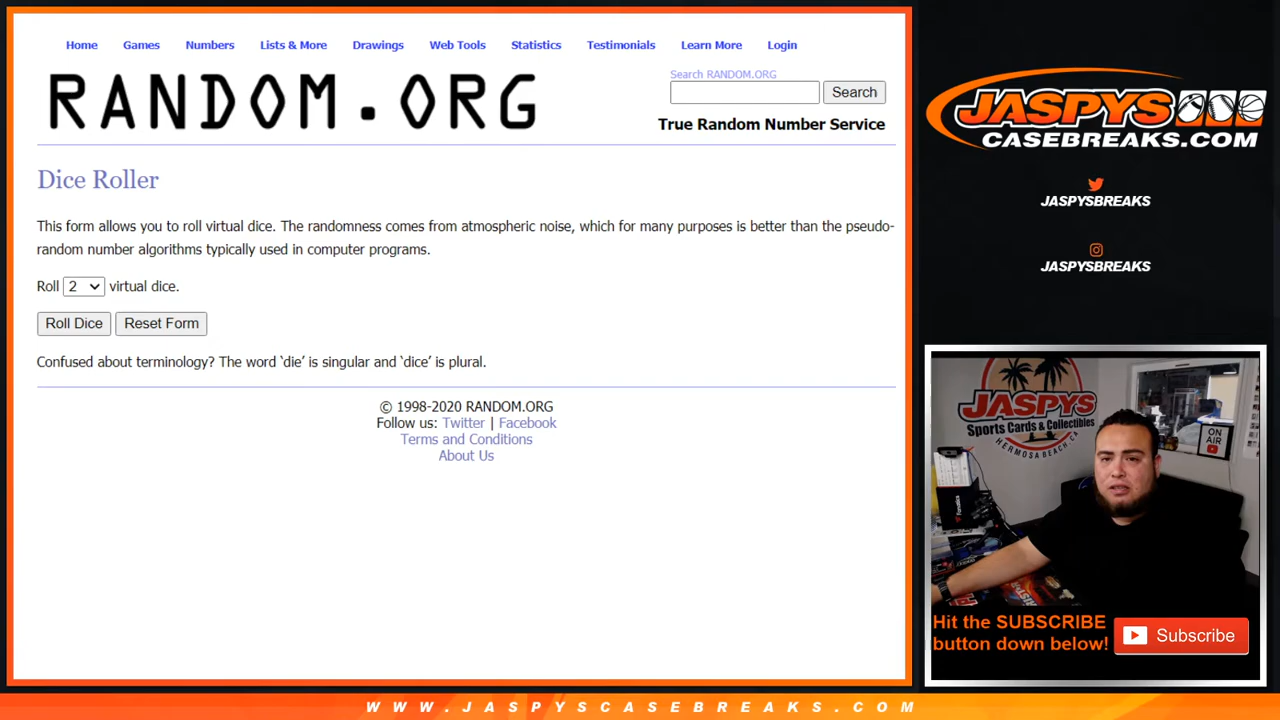 Home Games Numbers Lists & More Drawings Web Tools Statistics Testimonials Learn More Login
RANDOM.ORG
Search RANDOM.ORG
Search
True Random Number Service
Dice Roller
This form allows you to roll virtual dice. The randomness comes from atmospheric noise, which for many purposes is better than the pseudo-
random number algorithms typically used in computer programs.
Roll 2 virtual dice.
Roll Dice Reset Form
Confused about terminology? The word ‘die’ is singular and ‘dice’ is plural.
© 1998-2020 RANDOM.ORG
Follow us: Twitter | Facebook
Terms and Conditions
About Us
JASPYS
CASEBREAKS.COM
JASPYSBREAKS
JASPYSBREAKS
JASPYS
Sports Cards & Collectibles
HERMOSA BEACH, CA
ON
AIR
Fanatics
Hit the SUBSCRIBE
button down below!
Subscribe
WWW.JASPYSCASEBREAKS.COM